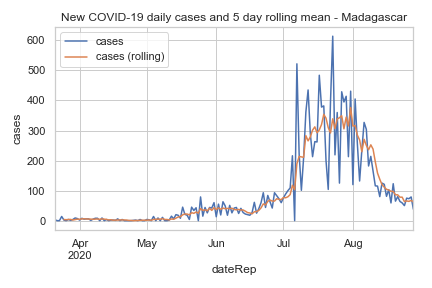 New COVID-19 daily cases and 5 day rolling mean - Madagascar
cases
cases (rolling)
600
500
400
300
200
100
0
cases
Apr
2020
May
Jun
Jul
Aug
dateRep